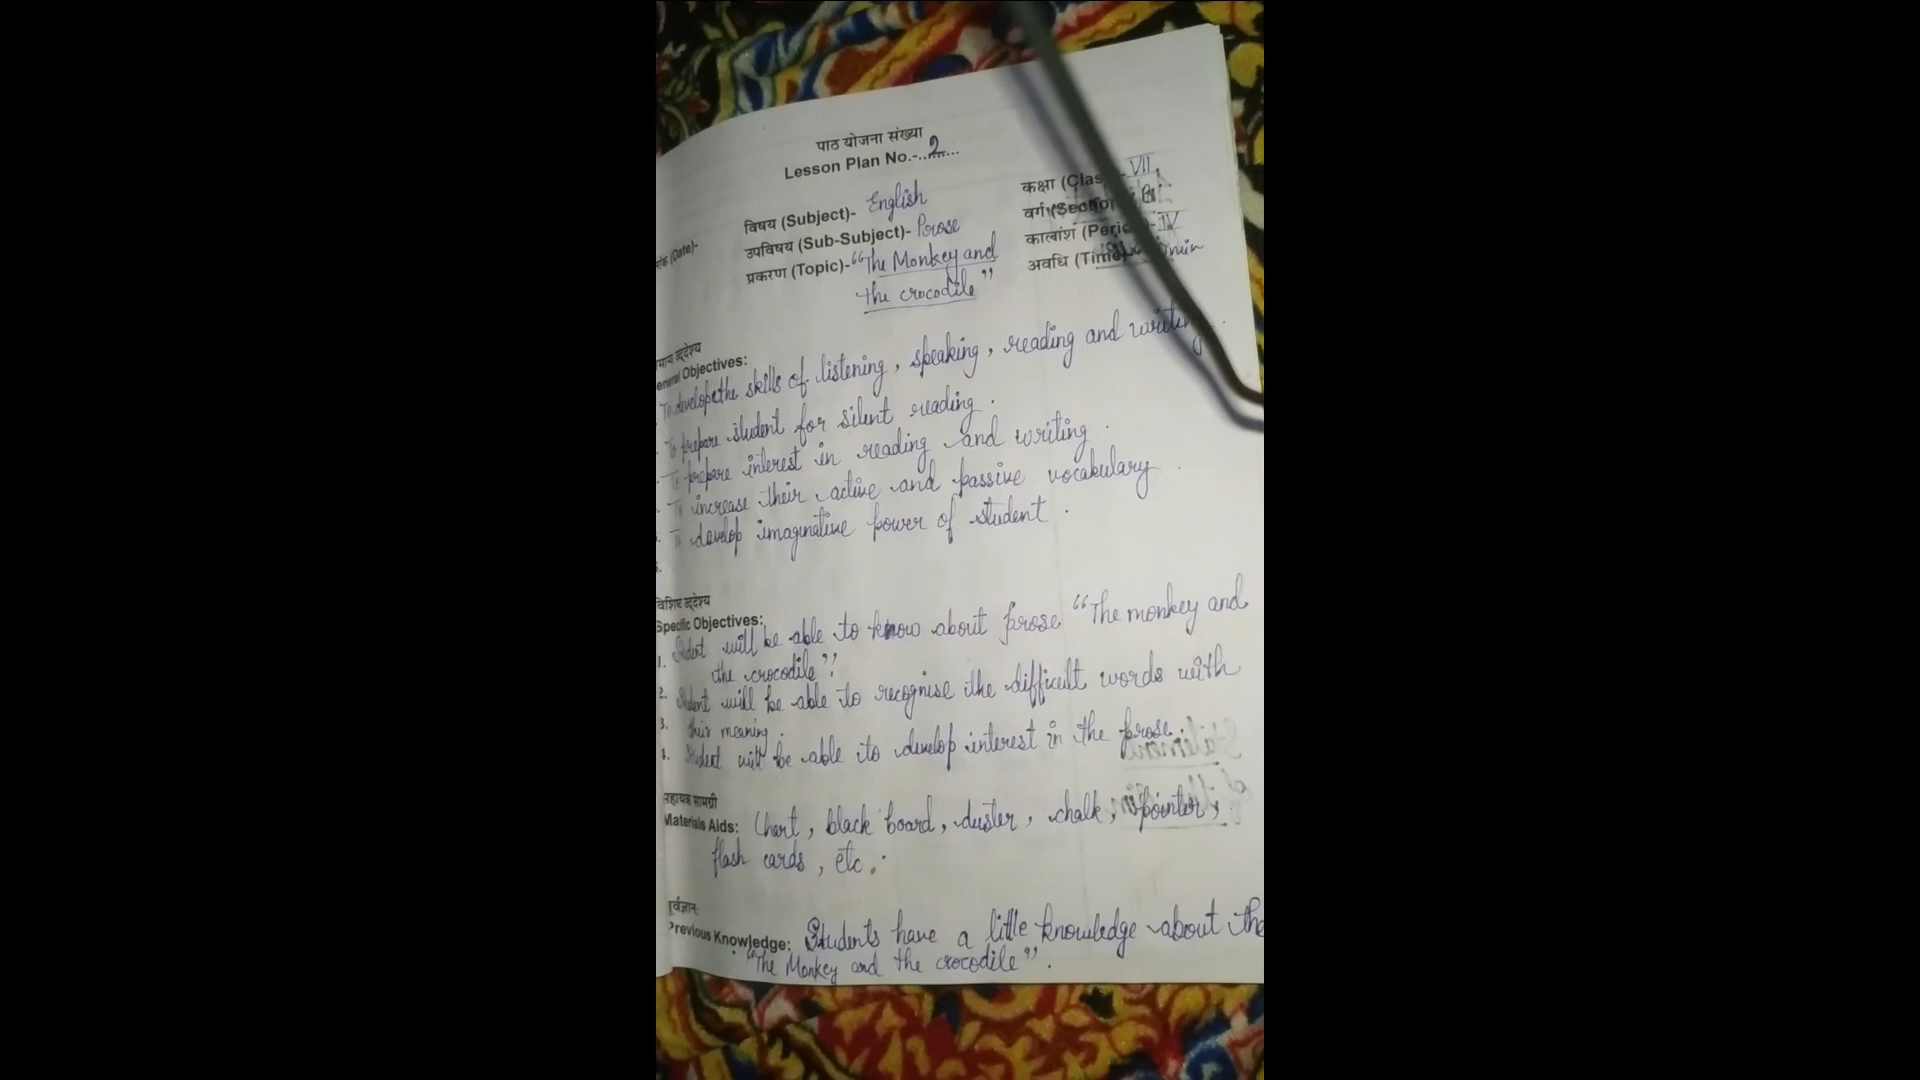 पाठ योजना संख्या
Lesson Plan No.-..2......
विषय (Subject)- English
कक्षा (Clas VII
उपविषय (Sub-Subject)- Prose
वर्ग (Section
प्रकरण (Topic)- "The Monkey and
the crocodile"
कालांश (Peri - IV
अवधि (Time) min
(Date)-
उद्देश्य
Objectives:
To develop the skills of listening, speaking, reading and writing.
To prepare student for silent reading.
To prepare interest in reading and writing.
To increase their active and passive vocabulary.
To develop imaginative power of student.
विशिष्ट उद्देश्य
Specific Objectives:
1. Student will be able to know about prose "The monkey and
the crocodile".
2. Student will be able to recognise the difficult words with
3. their meaning.
4. Student will be able to develop interest in the prose.
सहायक सामग्री
Materials Aids: Chart, black board, duster, chalk, pointer,
flash cards, etc.
Previous Knowledge: Students have a little knowledge about the
"The Monkey and the crocodile".